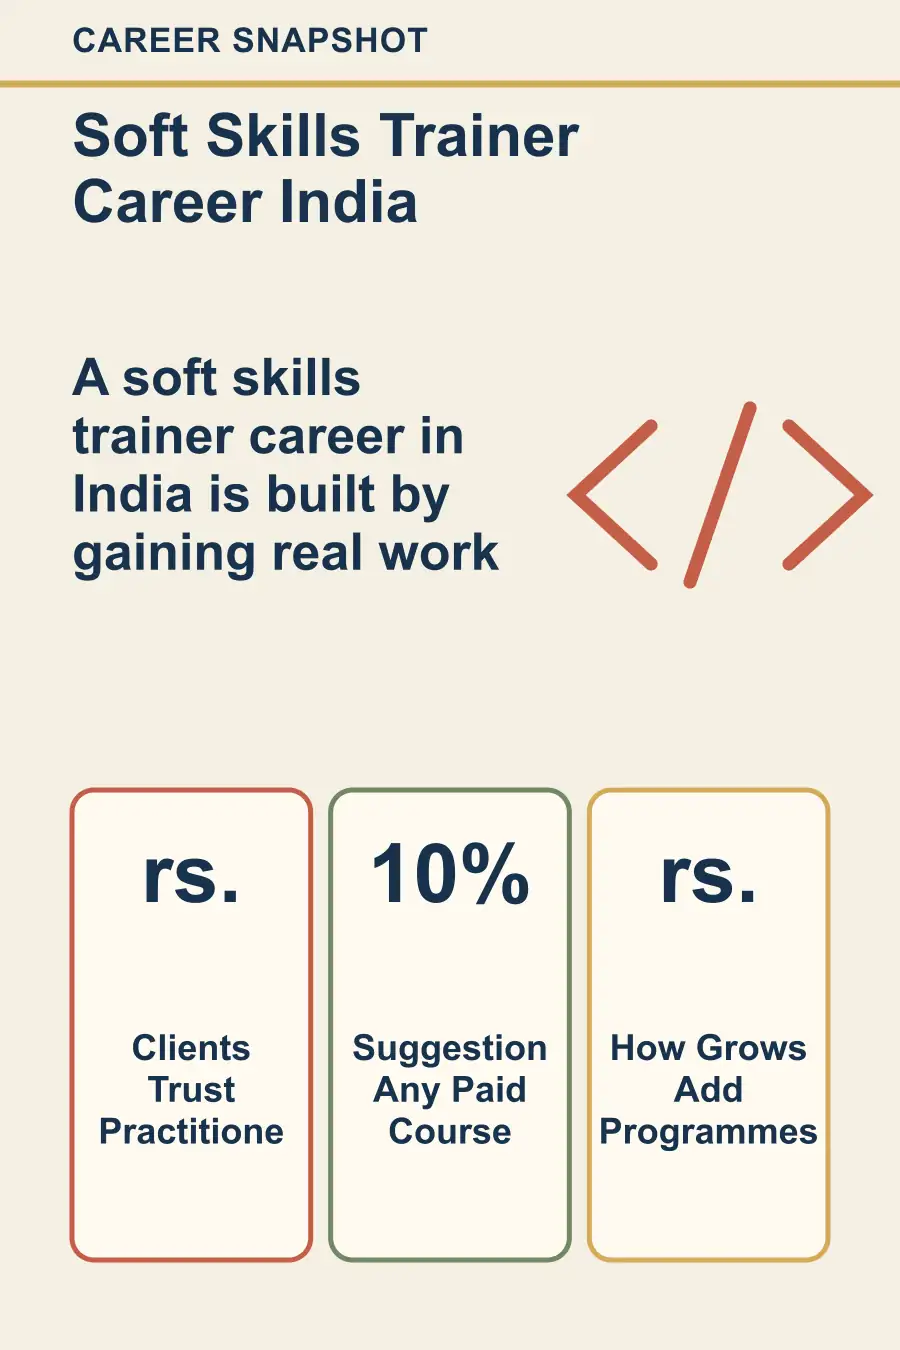 CAREER SNAPSHOT
Soft Skills Trainer
Career India
A soft skills
trainer career in
India is built by
gaining real work
</>
rs.
Clients
Trust
Practitione
10%
Suggestion
Any Paid
Course
rs.
How Grows
Add
Programmes